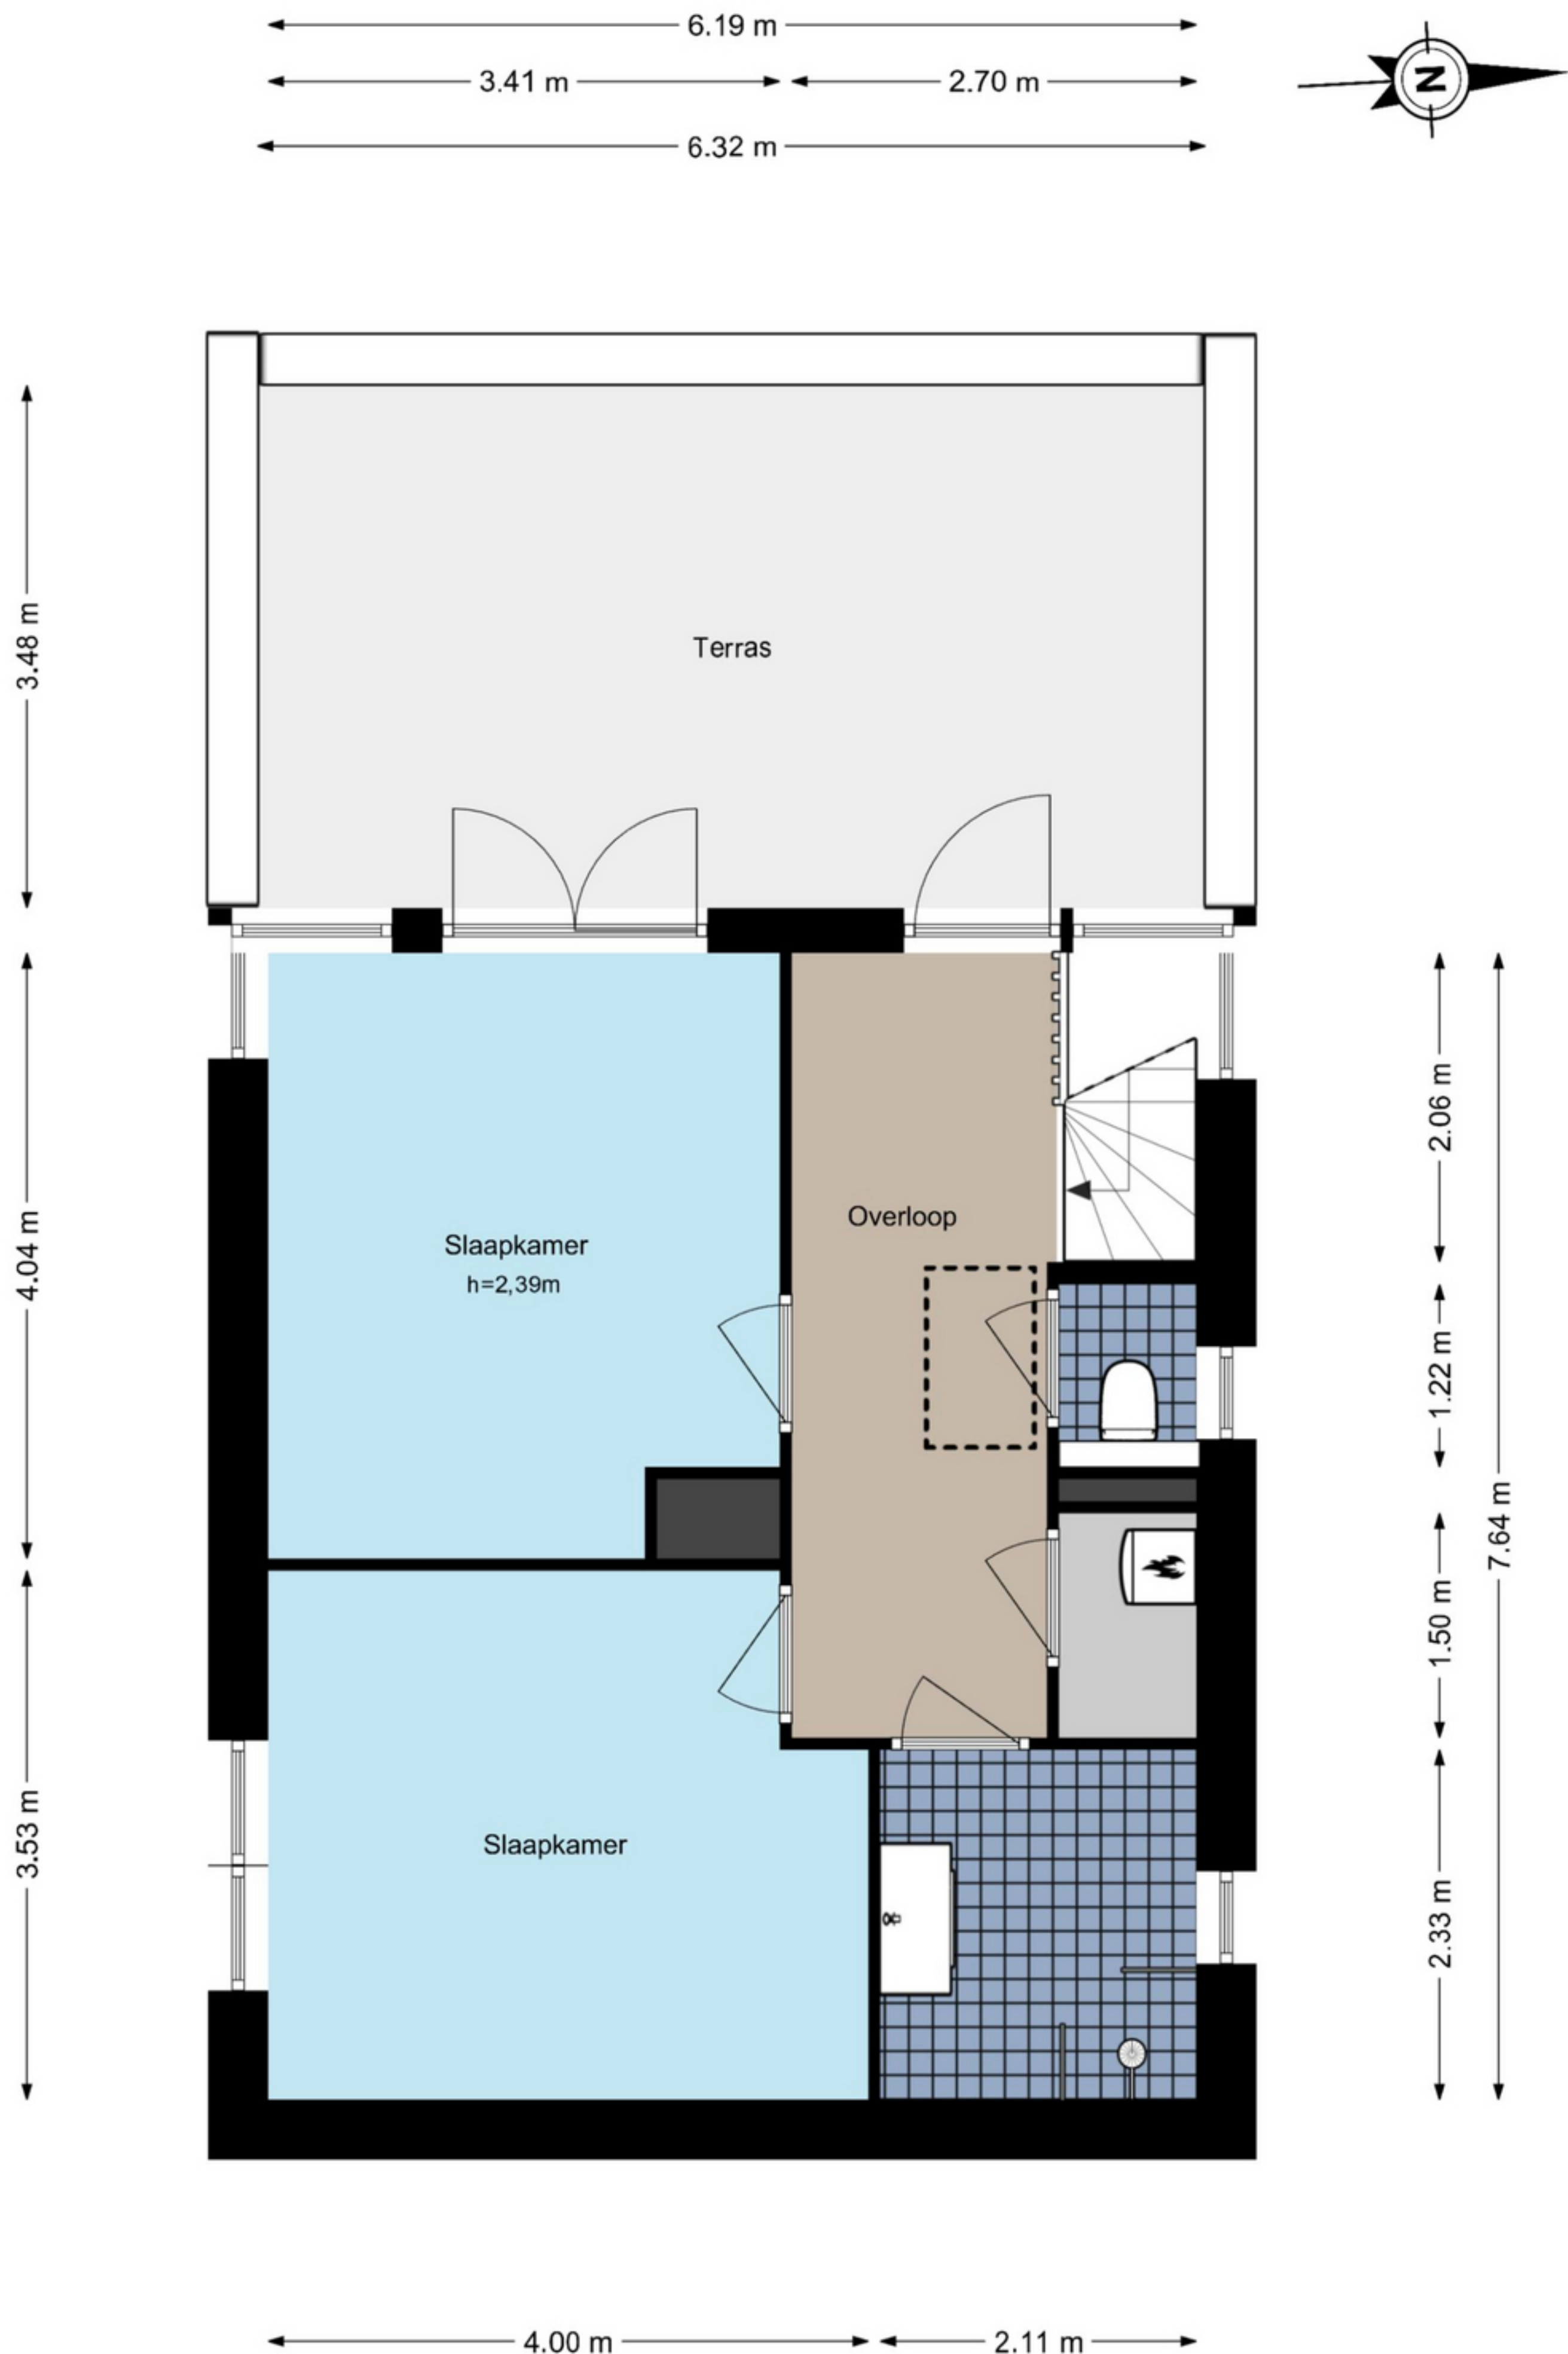 6.19 m
3.41 m
2.70 m
6.32 m
N
3.48 m
Terras
4.04 m
Slaapkamer
h=2,39m
Overloop
2.06 m
1.22 m
7.64 m
1.50 m
3.53 m
Slaapkamer
2.33 m
4.00 m
2.11 m